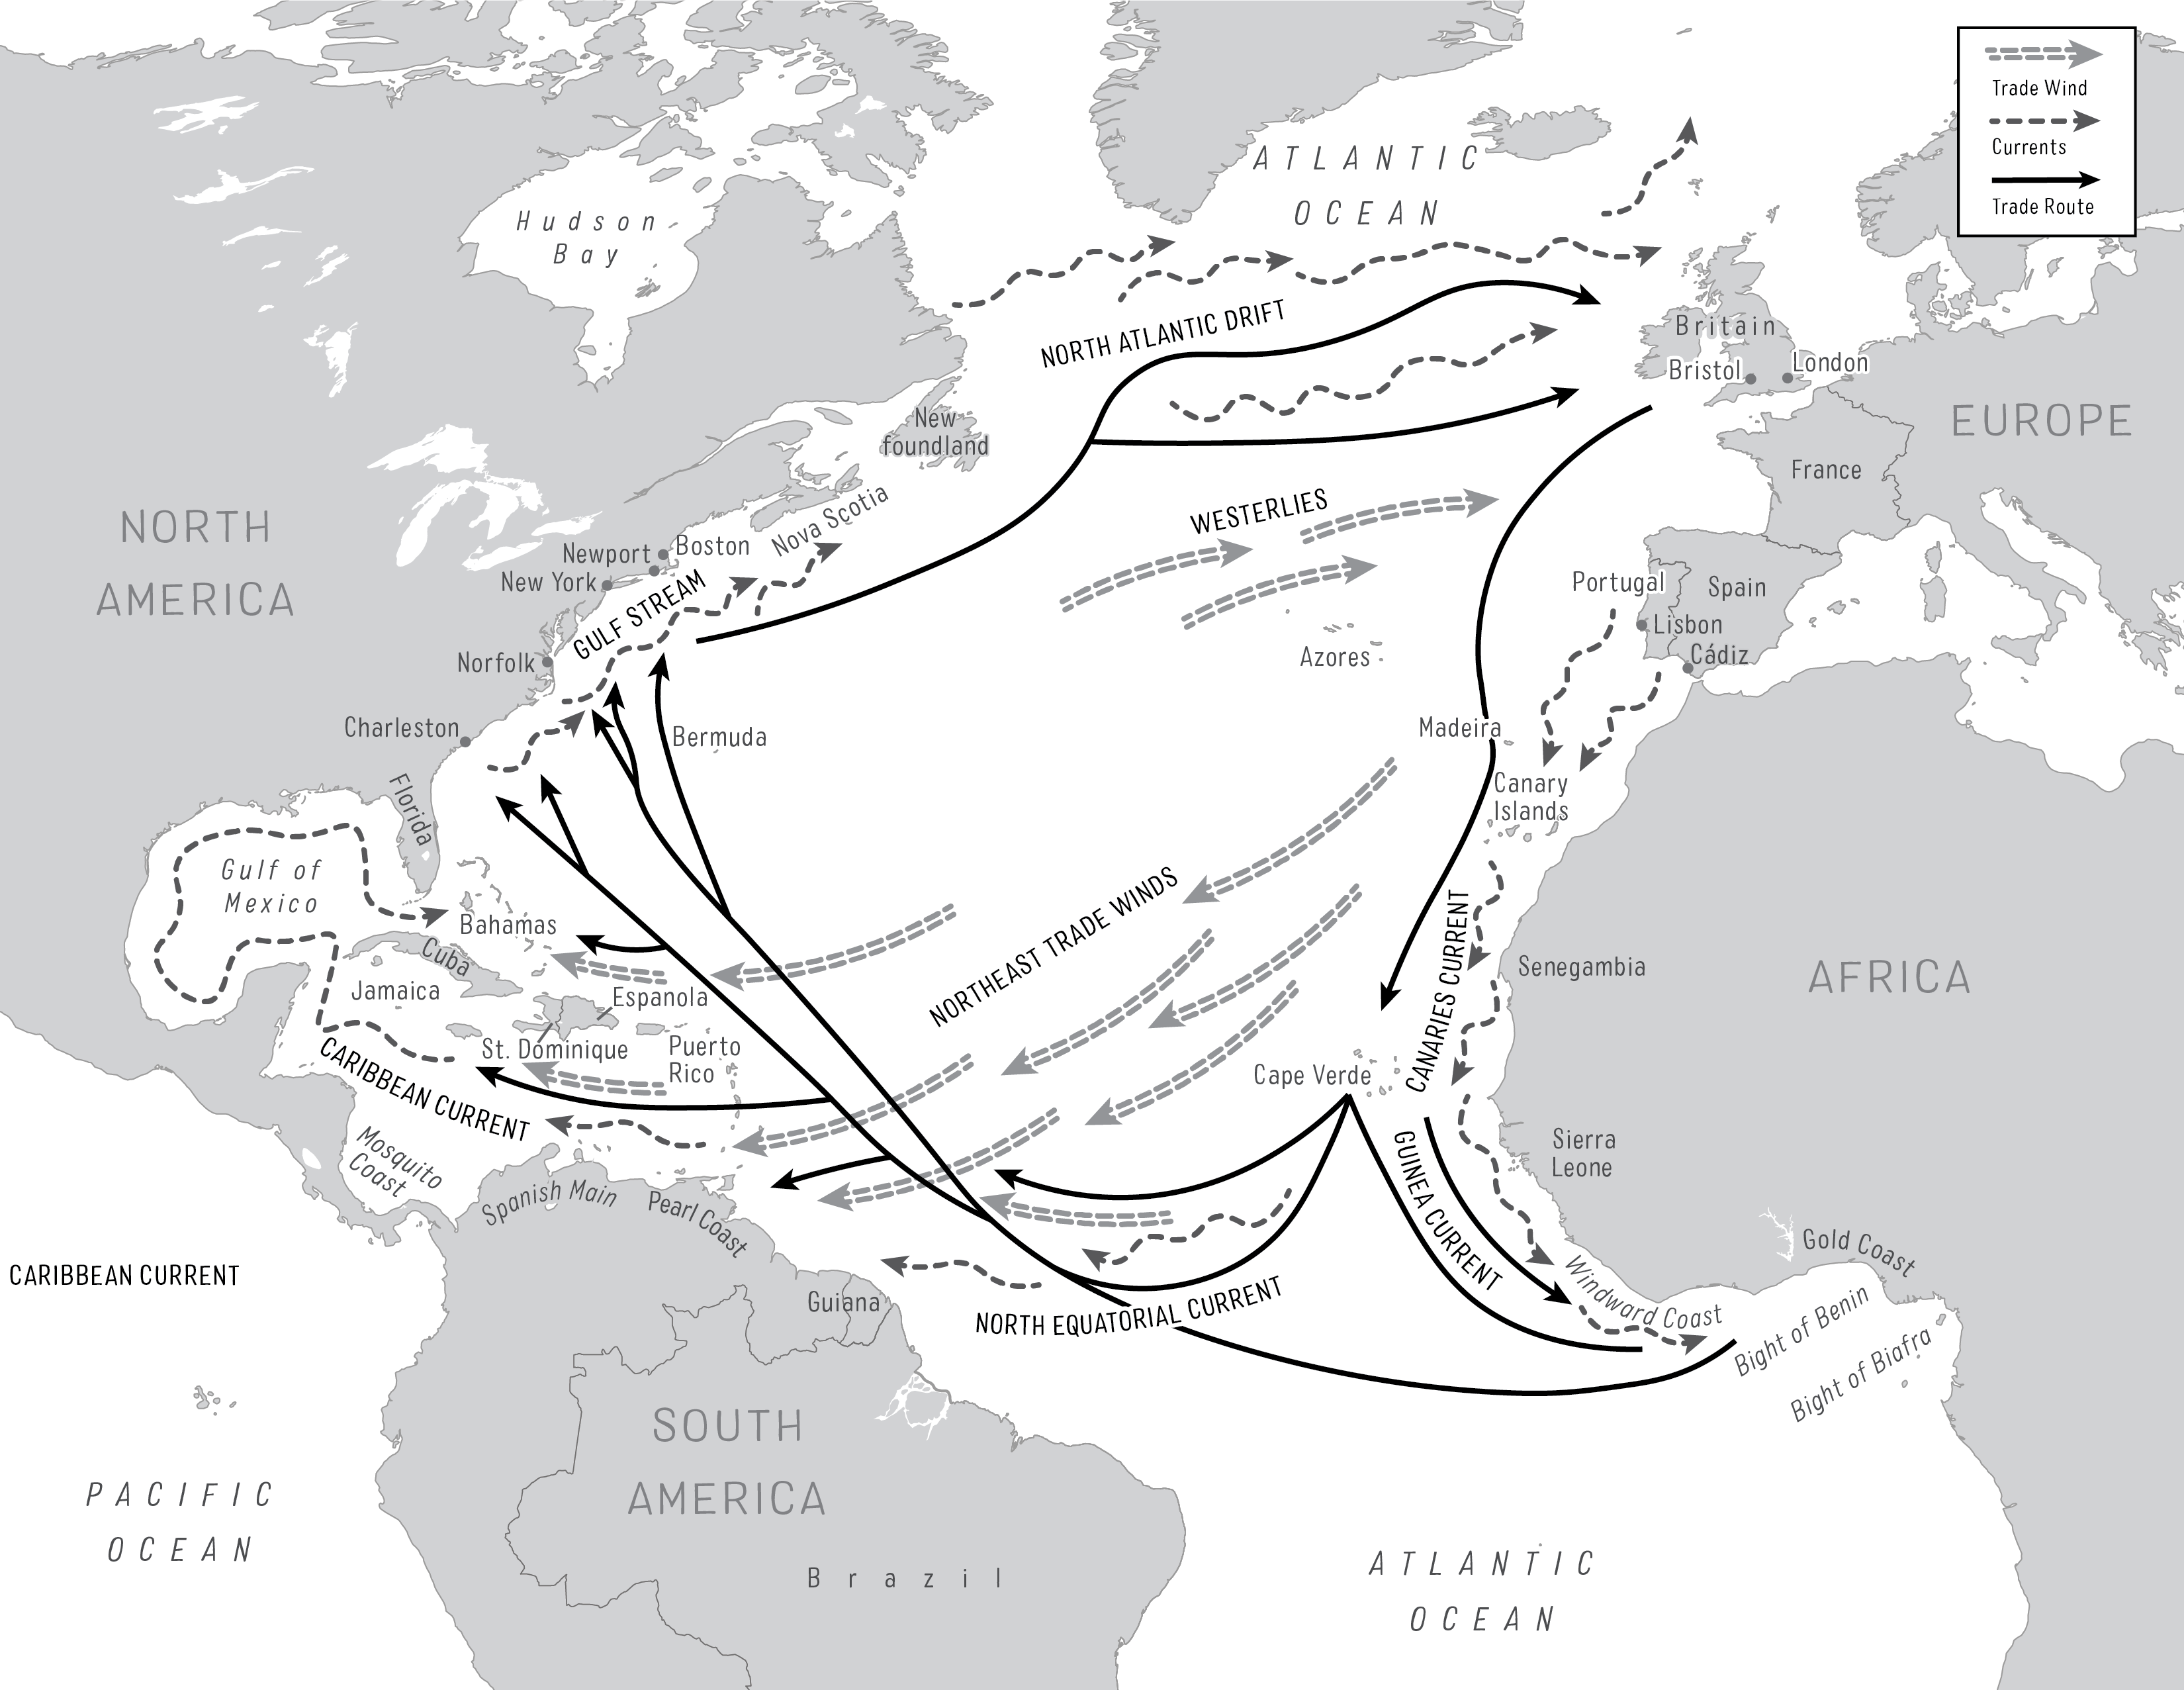 Trade Wind
Currents
Trade Route
ATLANTIC
OCEAN
Hudson
Bay
NORTH ATLANTIC DRIFT
Britain
Bristol
London
EUROPE
New
foundland
France
WESTERLIES
NORTH
AMERICA
Nova Scotia
Boston
Newport
New York
GULF STREAM
Portugal
Spain
Lisbon
Cádiz
Azores
Norfolk
Charleston
Bermuda
Madeira
Canary
Islands
Florida
Gulf of
Mexico
Bahamas
Cuba
NORTHEAST TRADE WINDS
CANARIES CURRENT
Senegambia
AFRICA
Jamaica
Espanola
St. Dominique
Puerto
Rico
CARIBBEAN CURRENT
Cape Verde
Mosquito
Coast
Spanish Main
Pearl Coast
GUINEA CURRENT
Sierra
Leone
Gold Coast
Windward Coast
Bight of Benin
Bight of Biafra
CARIBBEAN CURRENT
Guiana
NORTH EQUATORIAL CURRENT
SOUTH
AMERICA
PACIFIC
OCEAN
Brazil
ATLANTIC
OCEAN